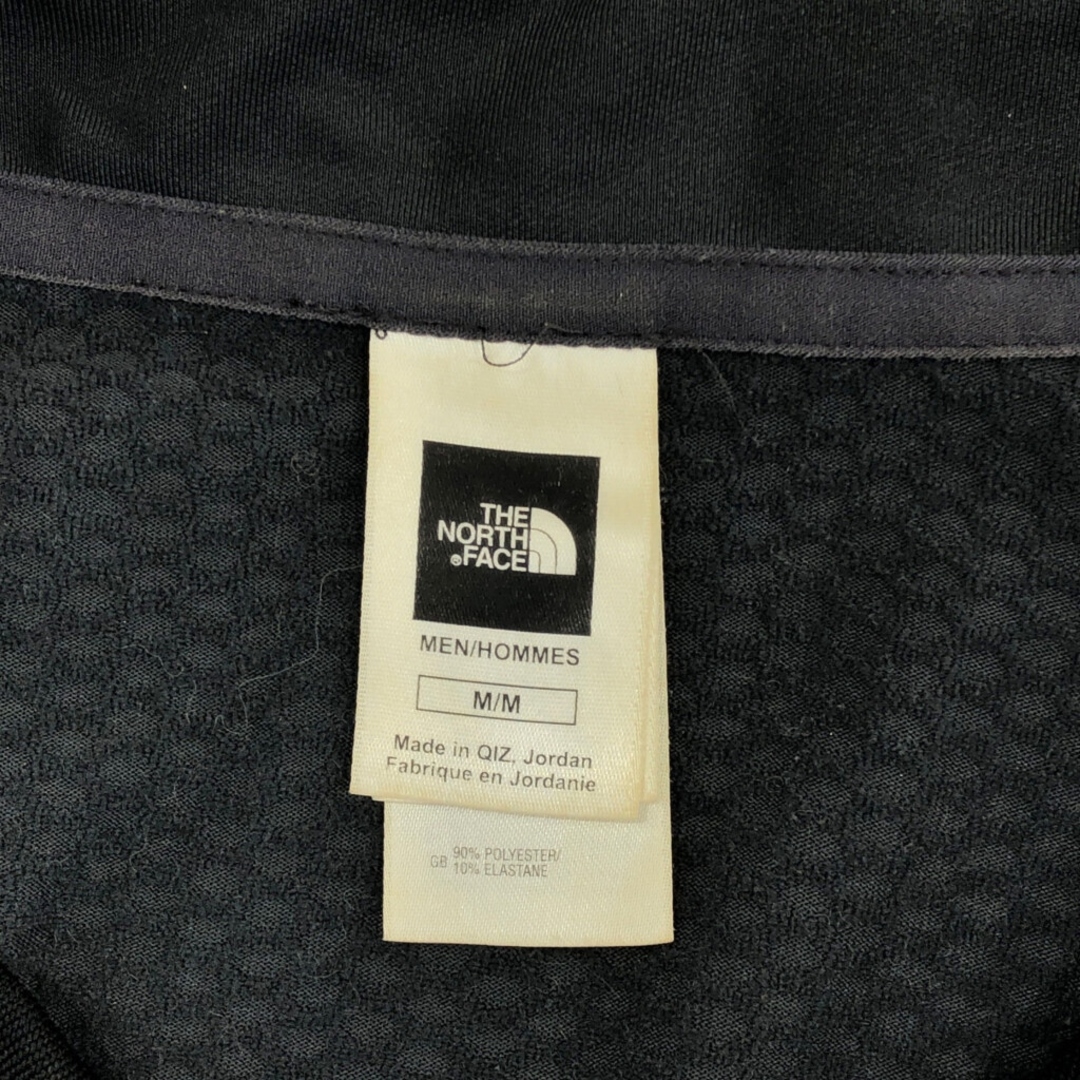 THE
NORTH
®FACE
MEN/HOMMES
M/M
Made in QIZ, Jordan
Fabrique en Jordanie
GB 90% POLYESTER/
10% ELASTANE